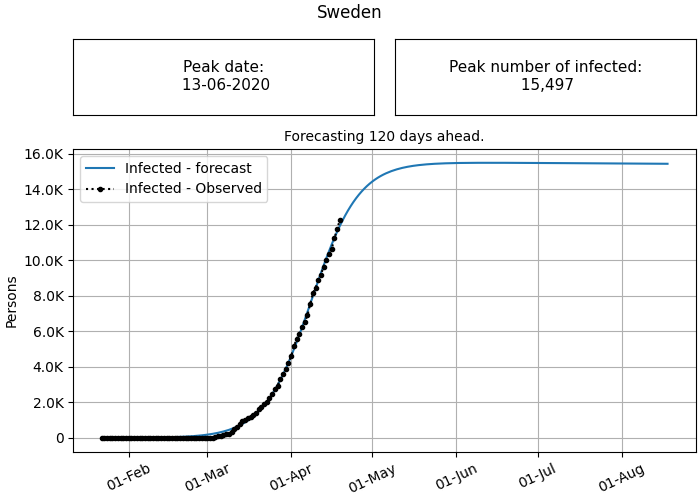 Sweden
Peak date:
13-06-2020
Peak number of infected:
15,497
Forecasting 120 days ahead.
Infected - forecast
Infected - Observed
16.0K
14.0K
12.0K
10.0K
8.0K
6.0K
4.0K
2.0K
0
Persons
01-Feb
01-Mar
01-Apr
01-May
01-Jun
01-Jul
01-Aug